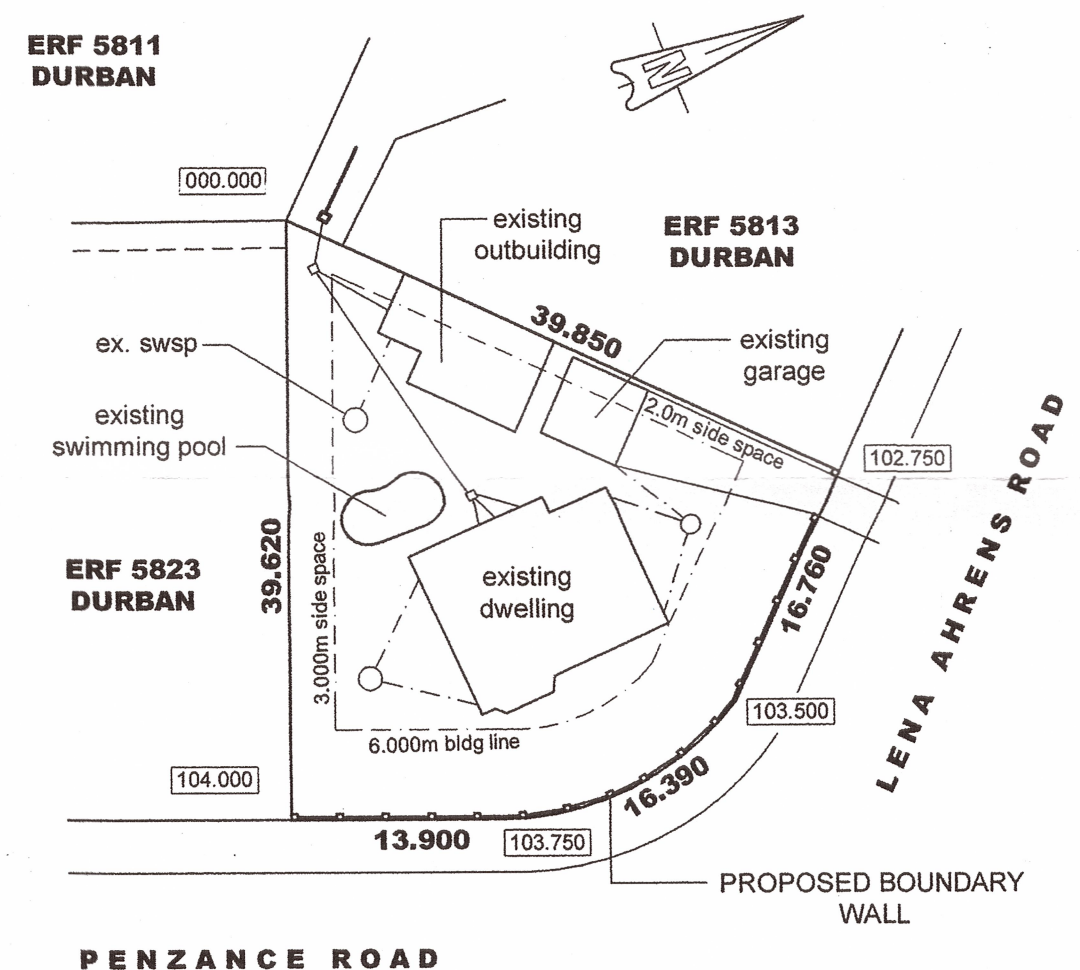 ERF 5811
DURBAN
N
000.000
existing
outbuilding
ERF 5813
DURBAN
39.850
ex. swsp
existing
garage
existing
swimming pool
2.0m side space
102.750
LENA AHRENS ROAD
39.620
ERF 5823
DURBAN
existing
dwelling
3.000m side space
16.760
103.500
6.000m bldg line
104.000
16.390
13.900
103.750
PROPOSED BOUNDARY
WALL
PENZANCE ROAD